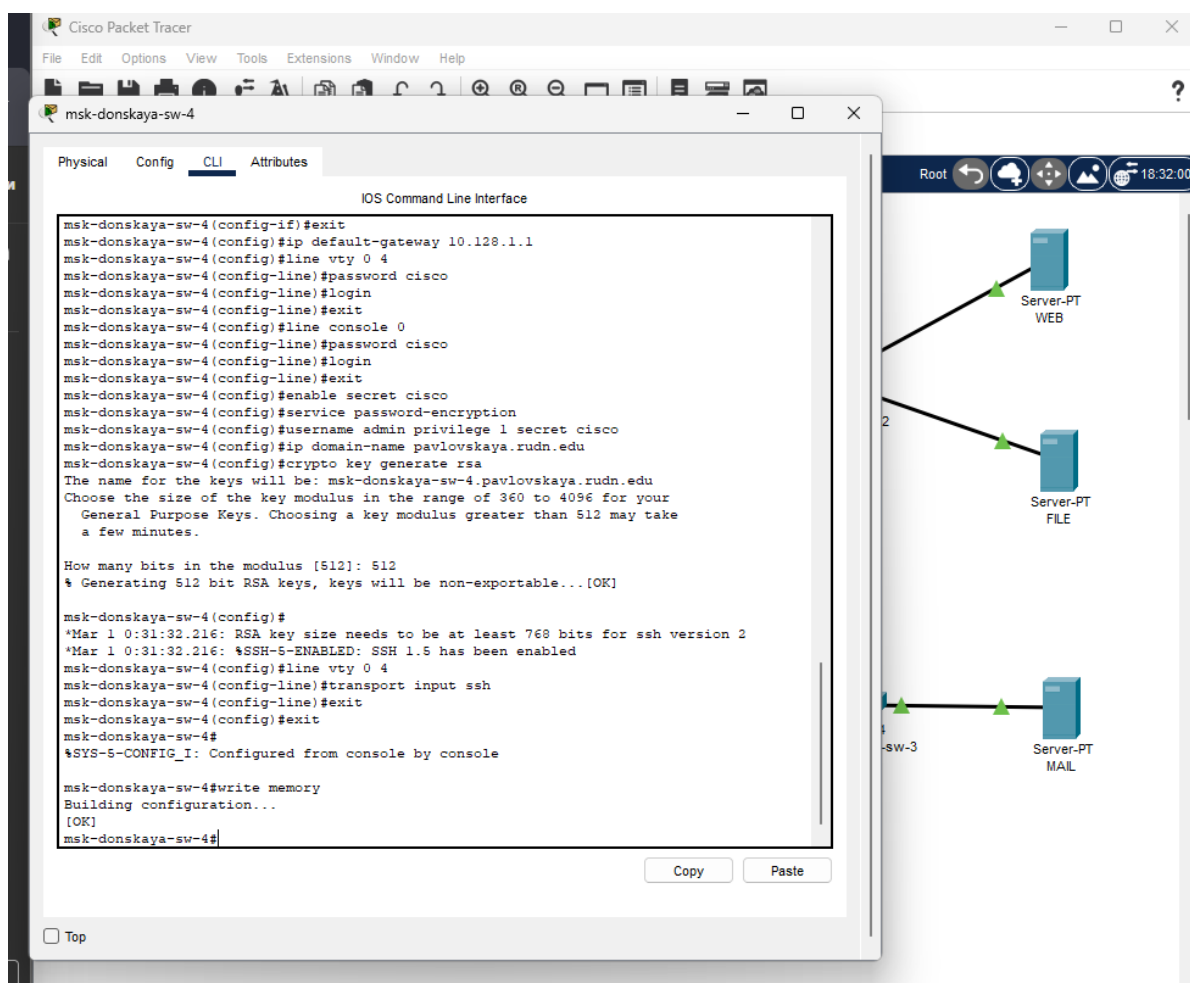 Cisco Packet Tracer
File Edit Options View Tools Extensions Window Help
?
msk-donskaya-sw-4
Physical Config CLI Attributes
Root 18:32:00
IOS Command Line Interface
msk-donskaya-sw-4(config-if)#exit
msk-donskaya-sw-4(config)#ip default-gateway 10.128.1.1
msk-donskaya-sw-4(config)#line vty 0 4
msk-donskaya-sw-4(config-line)#password cisco
msk-donskaya-sw-4(config-line)#login
msk-donskaya-sw-4(config-line)#exit
msk-donskaya-sw-4(config)#line console 0
msk-donskaya-sw-4(config-line)#password cisco
msk-donskaya-sw-4(config-line)#login
msk-donskaya-sw-4(config-line)#exit
msk-donskaya-sw-4(config)#enable secret cisco
msk-donskaya-sw-4(config)#service password-encryption
msk-donskaya-sw-4(config)#username admin privilege 1 secret cisco
msk-donskaya-sw-4(config)#ip domain-name pavlovskaya.rudn.edu
msk-donskaya-sw-4(config)#crypto key generate rsa
The name for the keys will be: msk-donskaya-sw-4.pavlovskaya.rudn.edu
Choose the size of the key modulus in the range of 360 to 4096 for your
General Purpose Keys. Choosing a key modulus greater than 512 may take
a few minutes.
How many bits in the modulus [512]: 512
% Generating 512 bit RSA keys, keys will be non-exportable...[OK]
msk-donskaya-sw-4(config)#
*Mar 1 0:31:32.216: RSA key size needs to be at least 768 bits for ssh version 2
*Mar 1 0:31:32.216: %SSH-5-ENABLED: SSH 1.5 has been enabled
msk-donskaya-sw-4(config)#line vty 0 4
msk-donskaya-sw-4(config-line)#transport input ssh
msk-donskaya-sw-4(config-line)#exit
msk-donskaya-sw-4(config)#exit
msk-donskaya-sw-4#
%SYS-5-CONFIG_I: Configured from console by console
msk-donskaya-sw-4#write memory
Building configuration...
[OK]
msk-donskaya-sw-4#
Copy Paste
Top
Server-PT
WEB
2
Server-PT
FILE
-sw-3
Server-PT
MAIL